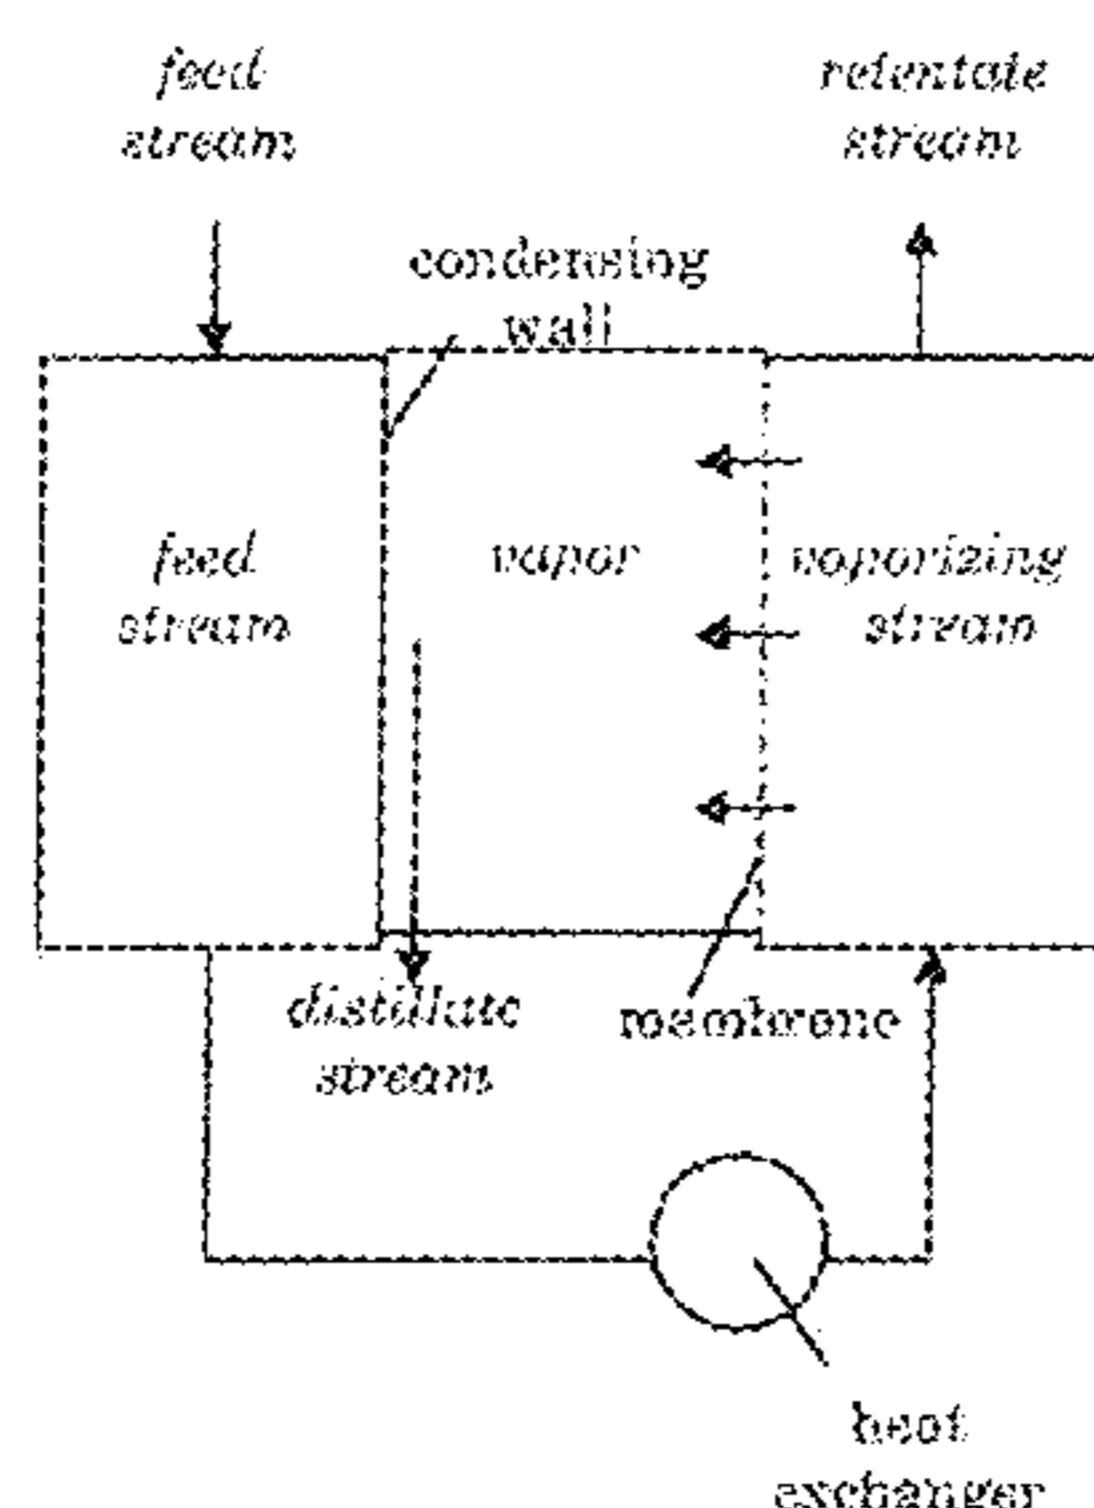 feed
stream
retentate
stream
condensing
wall
feed
stream
vapor
vaporizing
stream
distillate
stream
membrane
heat
exchanger